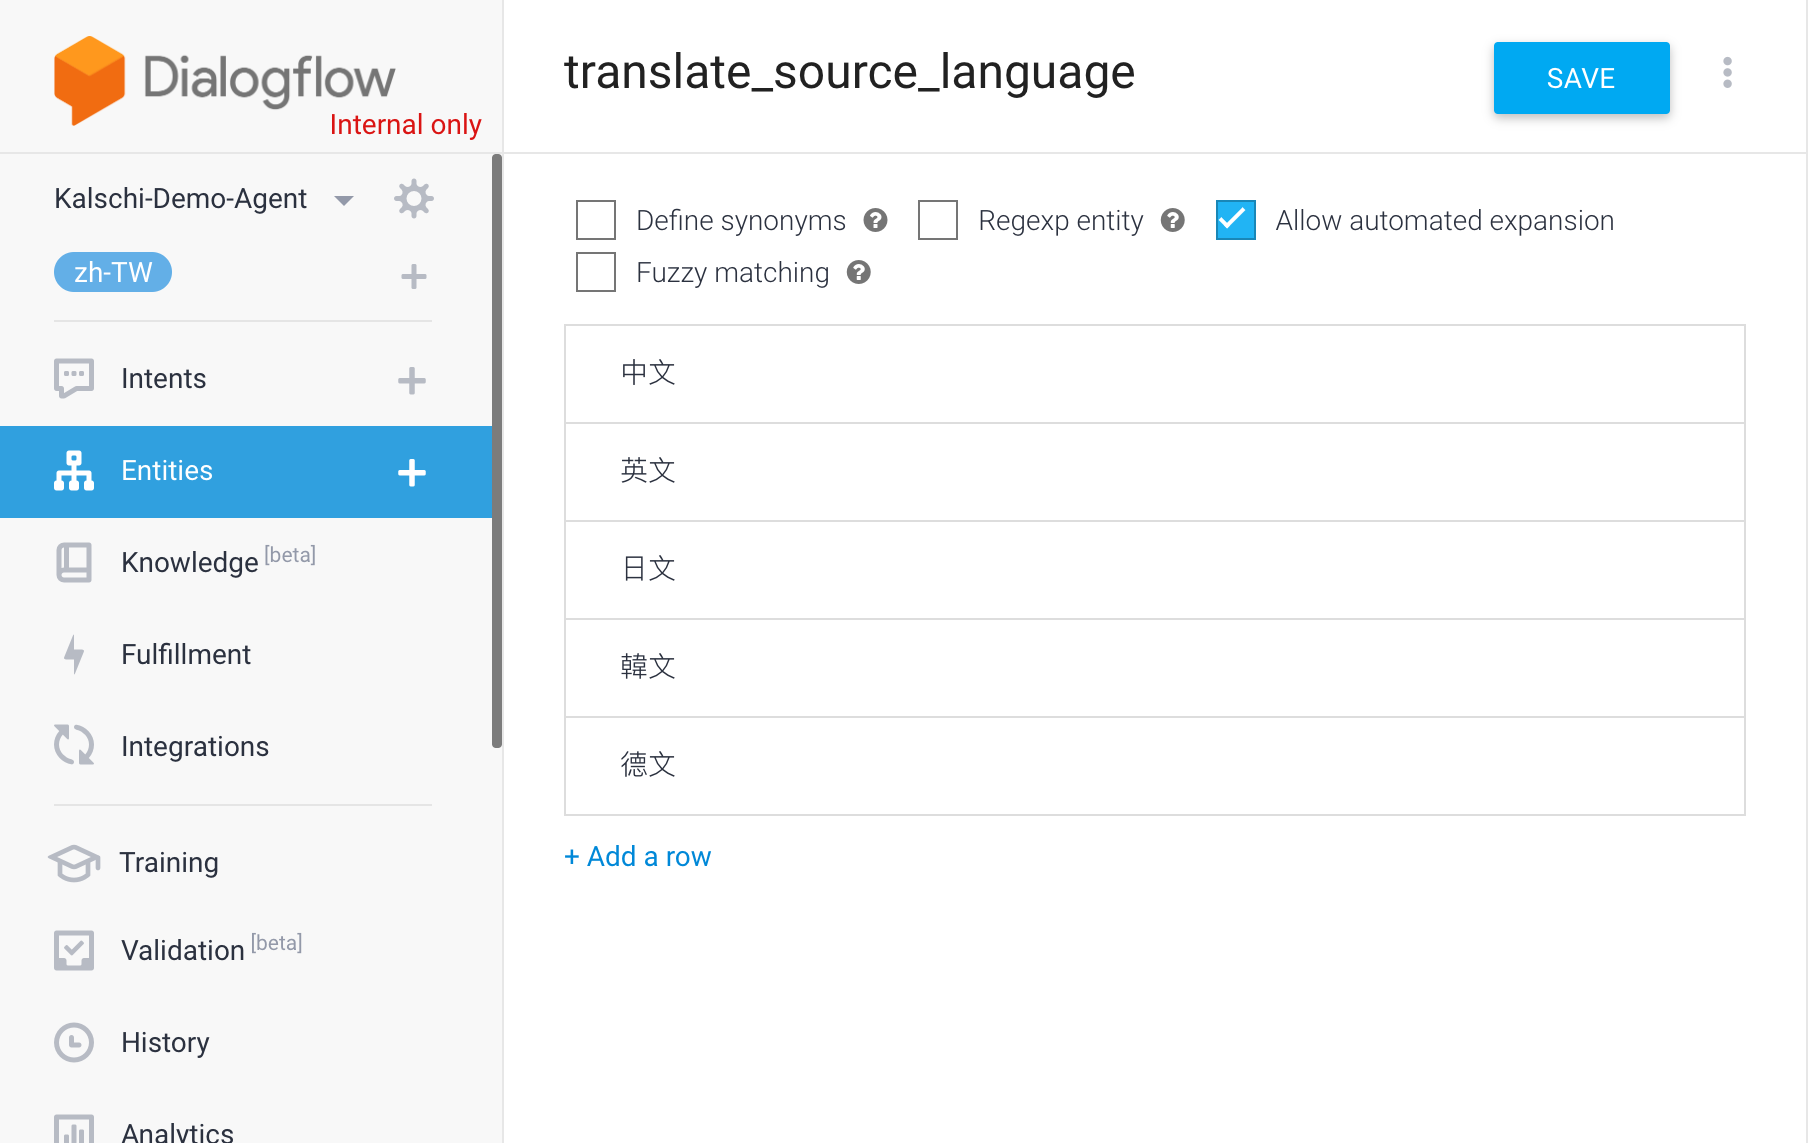 Dialogflow
Internal only
Kalschi-Demo-Agent
zh-TW
Intents
Entities
Knowledge [beta]
Fulfillment
Integrations
Training
Validation [beta]
History
Analytics
translate_source_language
SAVE
Define synonyms
Regexp entity
Allow automated expansion
Fuzzy matching
中文
英文
日文
韓文
德文
+ Add a row